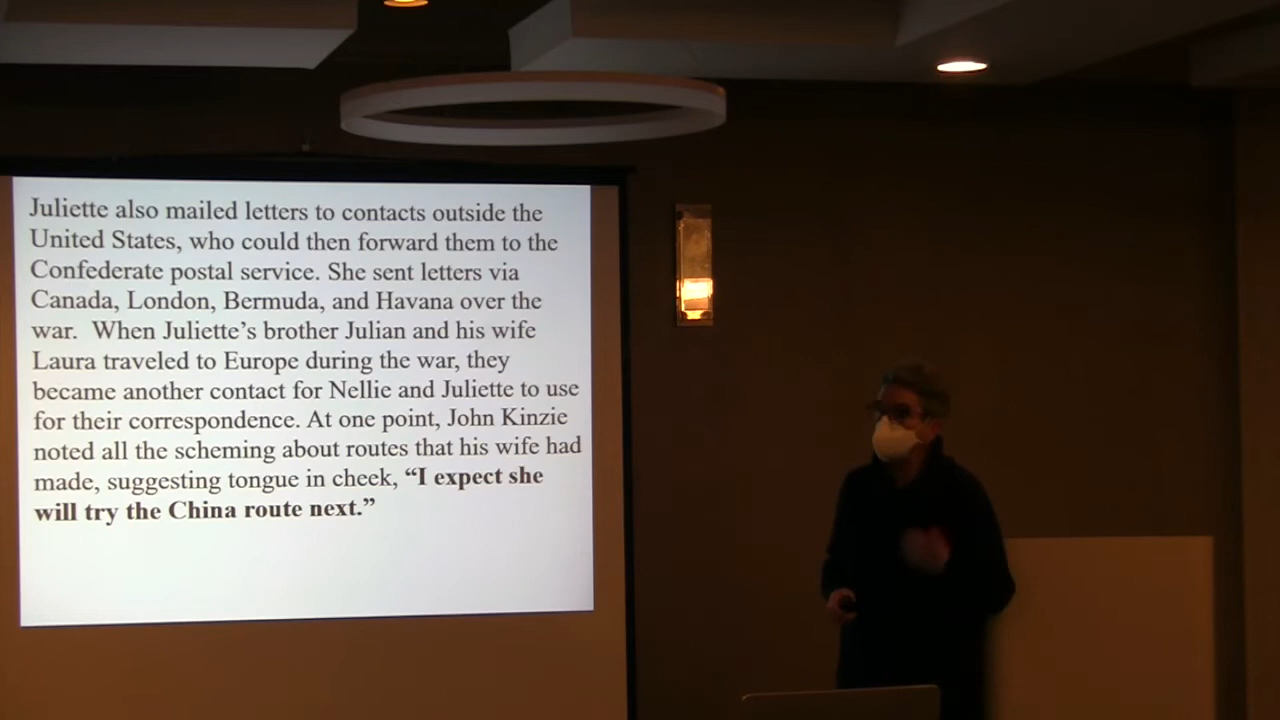 Juliette also mailed letters to contacts outside the
United States, who could then forward them to the
Confederate postal service. She sent letters via
Canada, London, Bermuda, and Havana over the
war.  When Juliette’s brother Julian and his wife
Laura traveled to Europe during the war, they
became another contact for Nellie and Juliette to use
for their correspondence. At one point, John Kinzie
noted all the scheming about routes that his wife had
made, suggesting tongue in cheek, “I expect she
will try the China route next.”